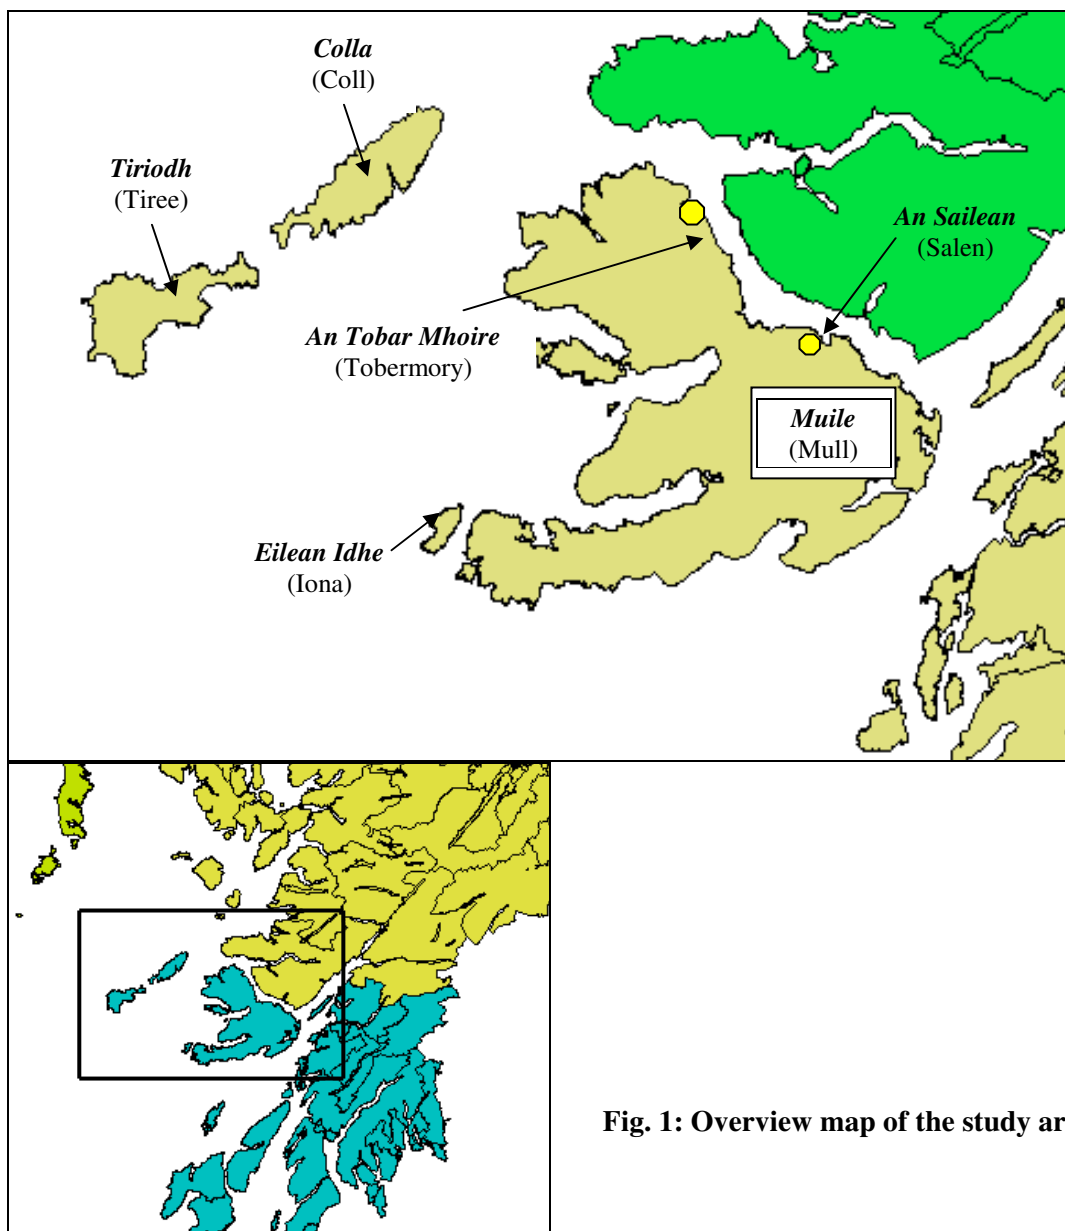 Colla
(Coll)
Tiriodh
(Tiree)
An Sailean
(Salen)
An Tobar Mhoire
(Tobermory)
Muile
(Mull)
Eilean Idhe
(Iona)
Fig. 1: Overview map of the study ar